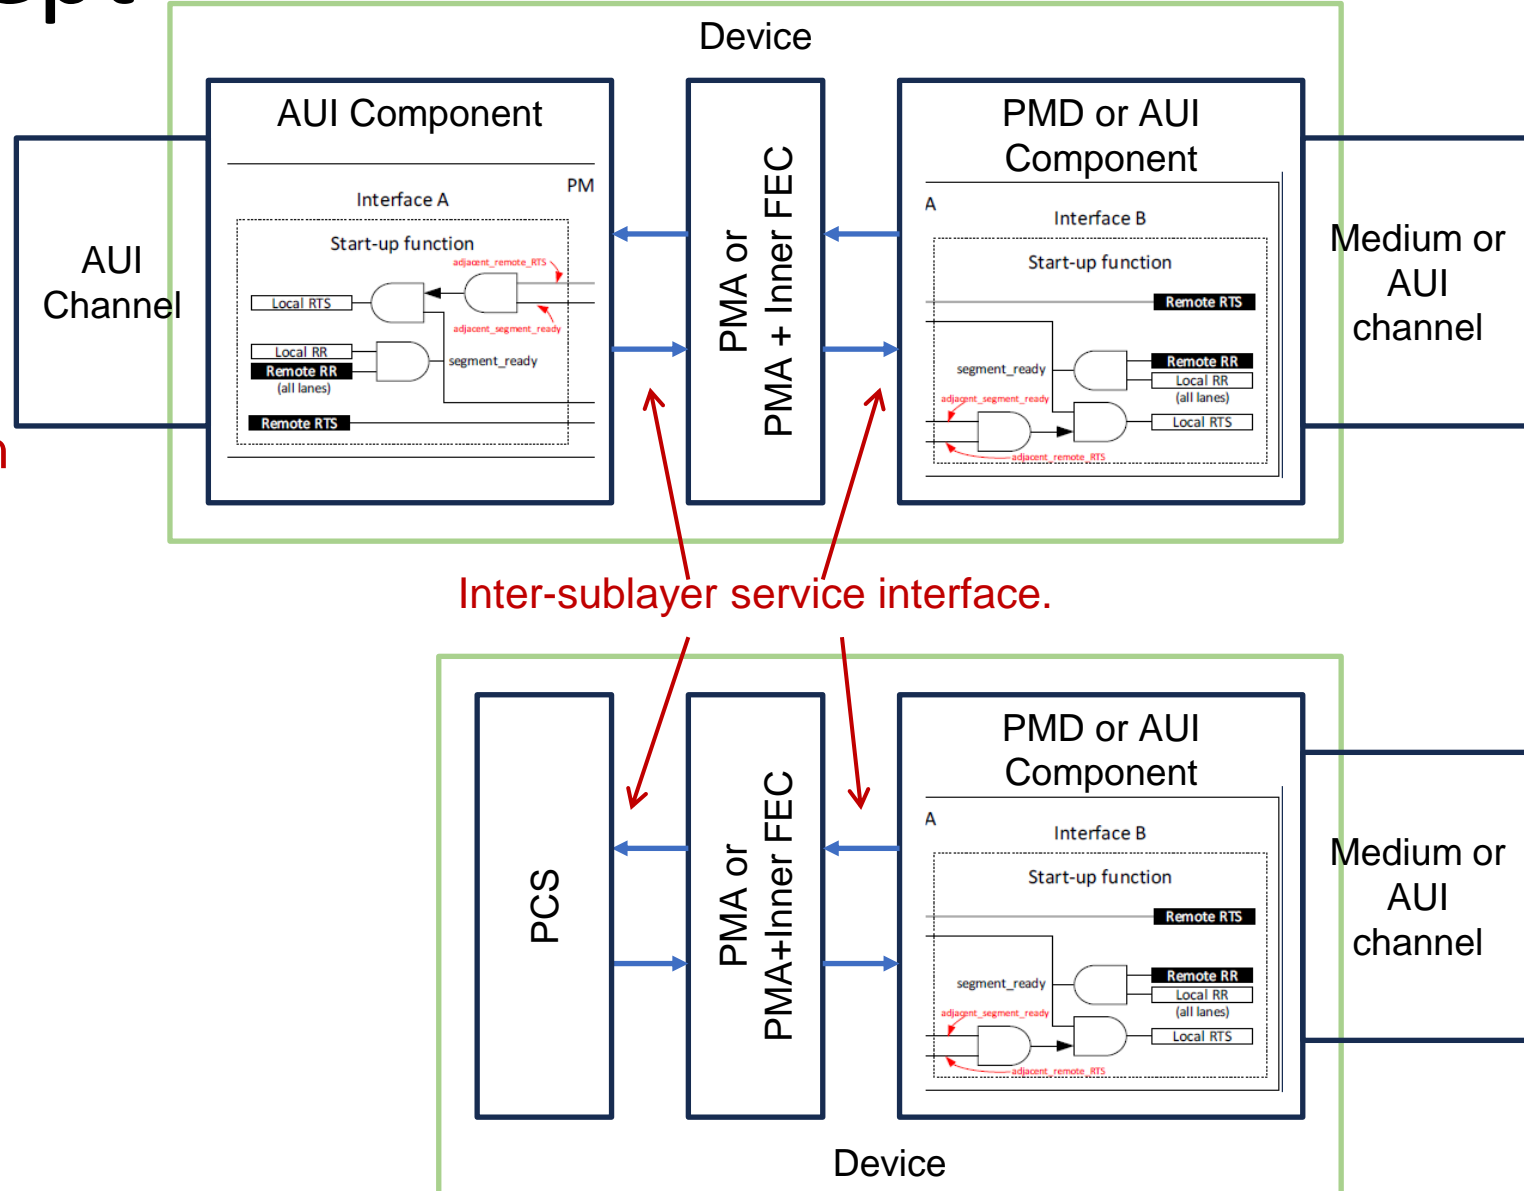 ept
Device
AUI Component
PM
Interface A
Start-up function
adjacent_remote_RTS
Local RTS
adjacent_segment_ready
Local RR
Remote RR
(all lanes)
segment_ready
Remote RTS
AUI
Channel
n
PMA or
PMA + Inner FEC
PMD or AUI
Component
A
Interface B
Start-up function
Remote RTS
segment_ready
Remote RR
Local RR
(all lanes)
adjacent_segment_ready
Local RTS
adjacent_remote_RTS
Medium or
AUI
channel
Inter-sublayer service interface.
PCS
PMA or
PMA+Inner FEC
PMD or AUI
Component
A
Interface B
Start-up function
Remote RTS
segment_ready
Remote RR
Local RR
(all lanes)
adjacent_segment_ready
Local RTS
adjacent_remote_RTS
Medium or
AUI
channel
Device